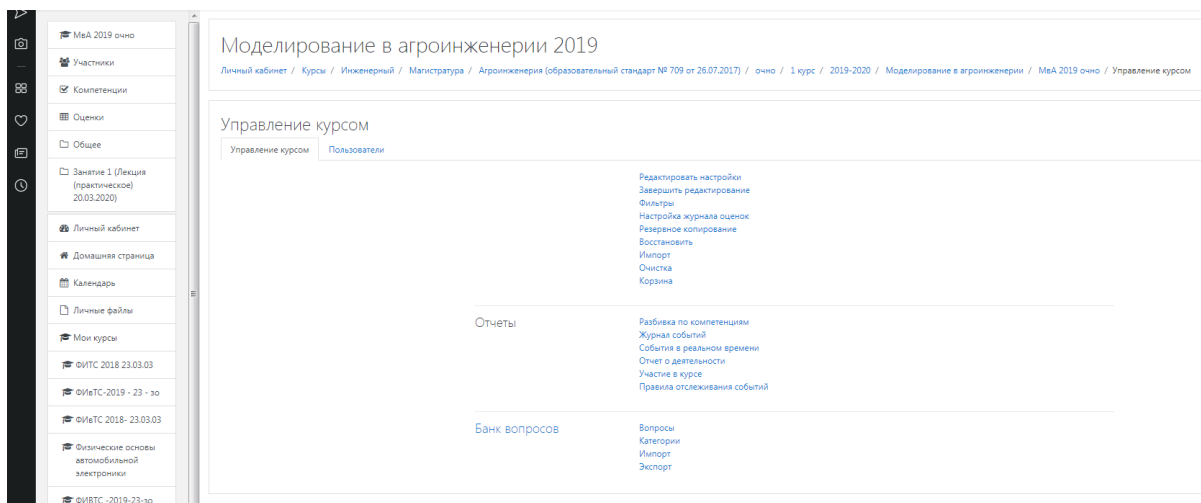 МвА 2019 очно
Участники
Компетенции
Оценки
Общее
Занятие 1 (Лекция
(практическое)
20.03.2020)
Личный кабинет
Домашняя страница
Календарь
Личные файлы
Мои курсы
ФИТС 2018 23.03.03
ФИвТС-2019 - 23 - зо
ФИвТС 2018- 23.03.03
Физические основы
автомобильной
электроники
ФИВТС -2019-23-зо
Моделирование в агроинженерии 2019
Личный кабинет / Курсы / Инженерный / Магистратура / Агроинженерия (образовательный стандарт № 709 от 26.07.2017) / очно / 1 курс / 2019-2020 / Моделирование в агроинженерии / МвА 2019 очно / Управление курсом
Управление курсом
Управление курсом Пользователи
Редактировать настройки
Завершить редактирование
Фильтры
Настройка журнала оценок
Резервное копирование
Восстановить
Импорт
Очистка
Корзина
Отчеты
Разбивка по компетенциям
Журнал событий
События в реальном времени
Отчет о деятельности
Участие в курсе
Правила отслеживания событий
Банк вопросов
Вопросы
Категории
Импорт
Экспорт